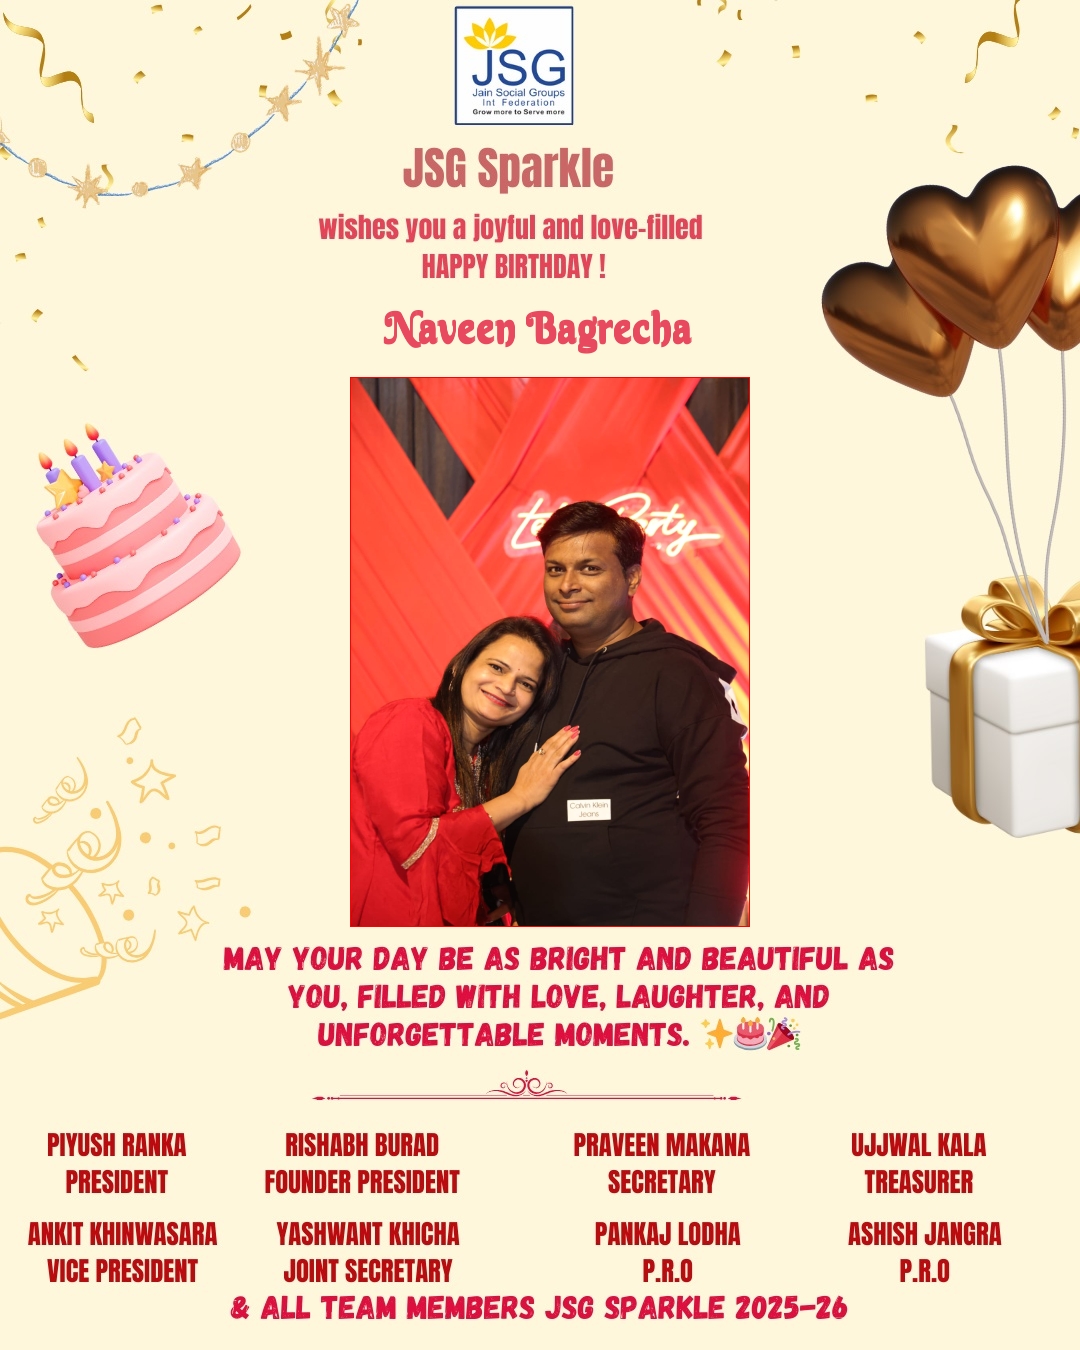 JSG
Jain Social Groups
Int Federation
Grow more to Serve more
JSG Sparkle
wishes you a joyful and love-filled
HAPPY BIRTHDAY !
Naveen Bagrecha
Party
Calvin Klein
Jeans
MAY YOUR DAY BE AS BRIGHT AND BEAUTIFUL AS
YOU, FILLED WITH LOVE, LAUGHTER, AND
UNFORGETTABLE MOMENTS. ✨🎂🎉
PIYUSH RANKA
PRESIDENT
RISHABH BURAD
FOUNDER PRESIDENT
PRAVEEN MAKANA
SECRETARY
UJJWAL KALA
TREASURER
ANKIT KHINWASARA
VICE PRESIDENT
YASHWANT KHICHA
JOINT SECRETARY
PANKAJ LODHA
P.R.O
ASHISH JANGRA
P.R.O
& ALL TEAM MEMBERS JSG SPARKLE 2025-26